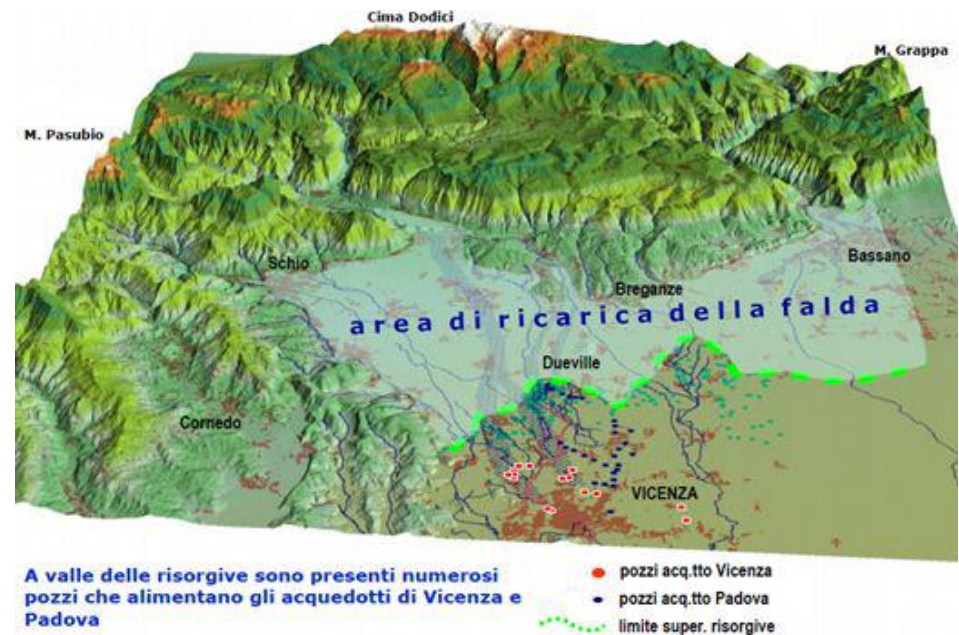 Cima Dodici
M. Grappa
M. Pasubio
Schio
Bassano
Breganze
area di ricarica della falda
Dueville
Cornedo
VICENZA
A valle delle risorgive sono presenti numerosi
pozzi che alimentano gli acquedotti di Vicenza e
Padova
pozzi acq.tto Vicenza
pozzi acq.tto Padova
limite super. risorgive